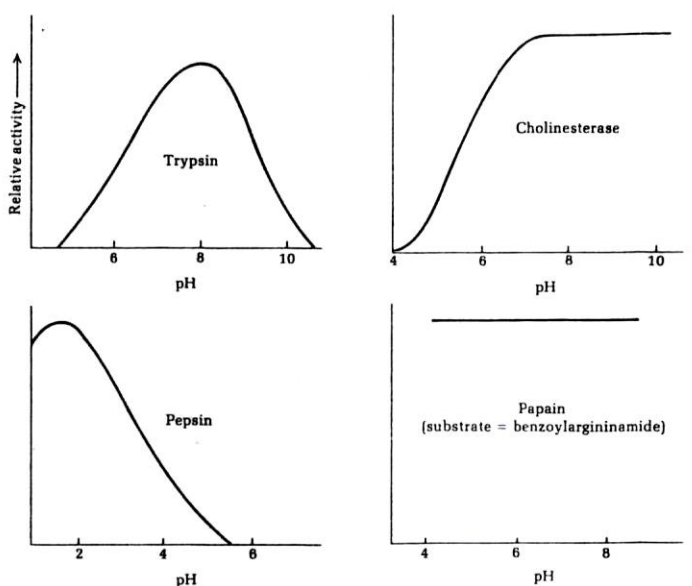 Relative activity
Trypsin
6 8 10
pH
Cholinesterase
4 6 8 10
pH
Pepsin
2 4 6
pH
Papain
(substrate = benzoylargininamide)
4 6 8
pH